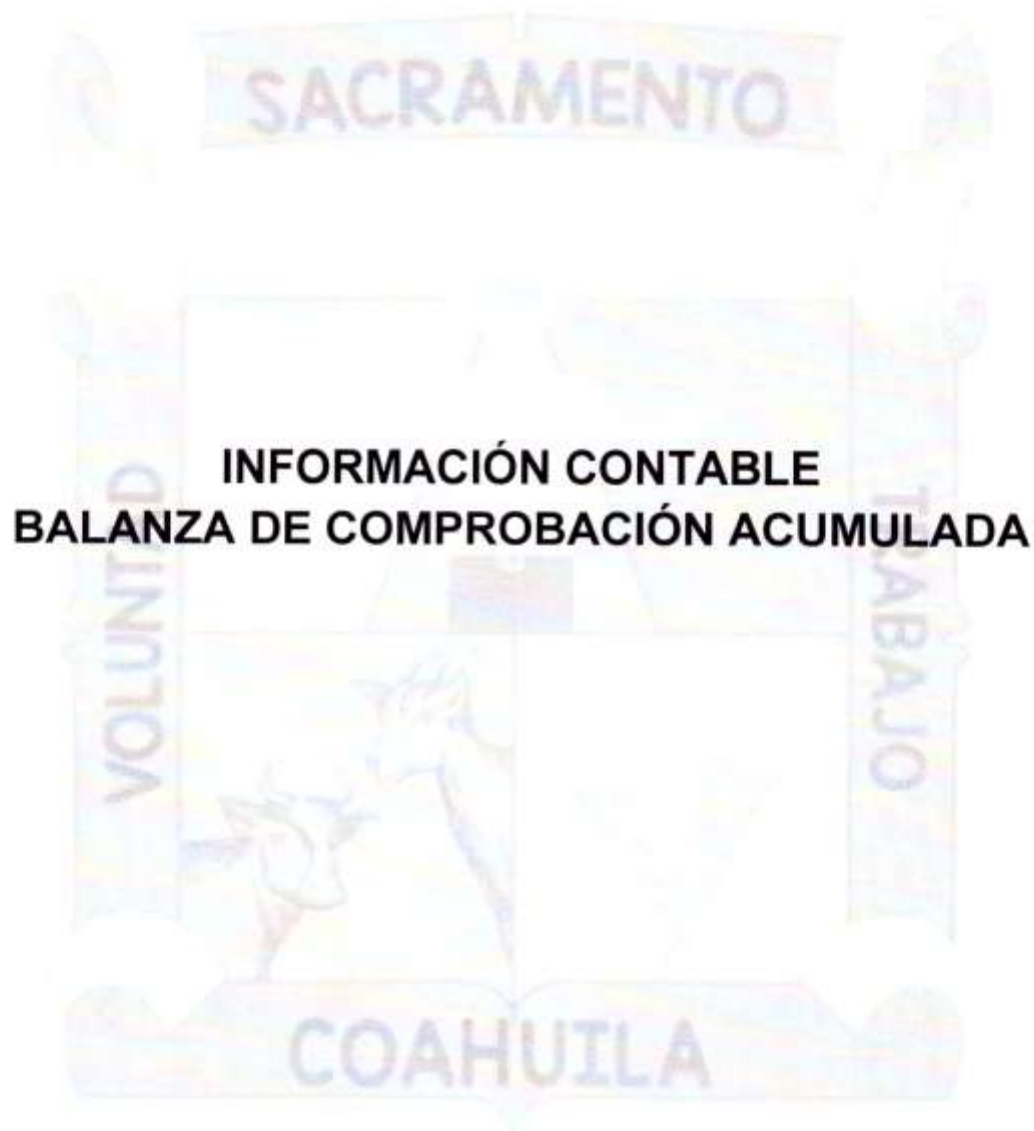 SACRAMENTO
INFORMACIÓN CONTABLE
BALANZA DE COMPROBACIÓN ACUMULADA
VOLUNTAD
TRABAJO
COAHUILA